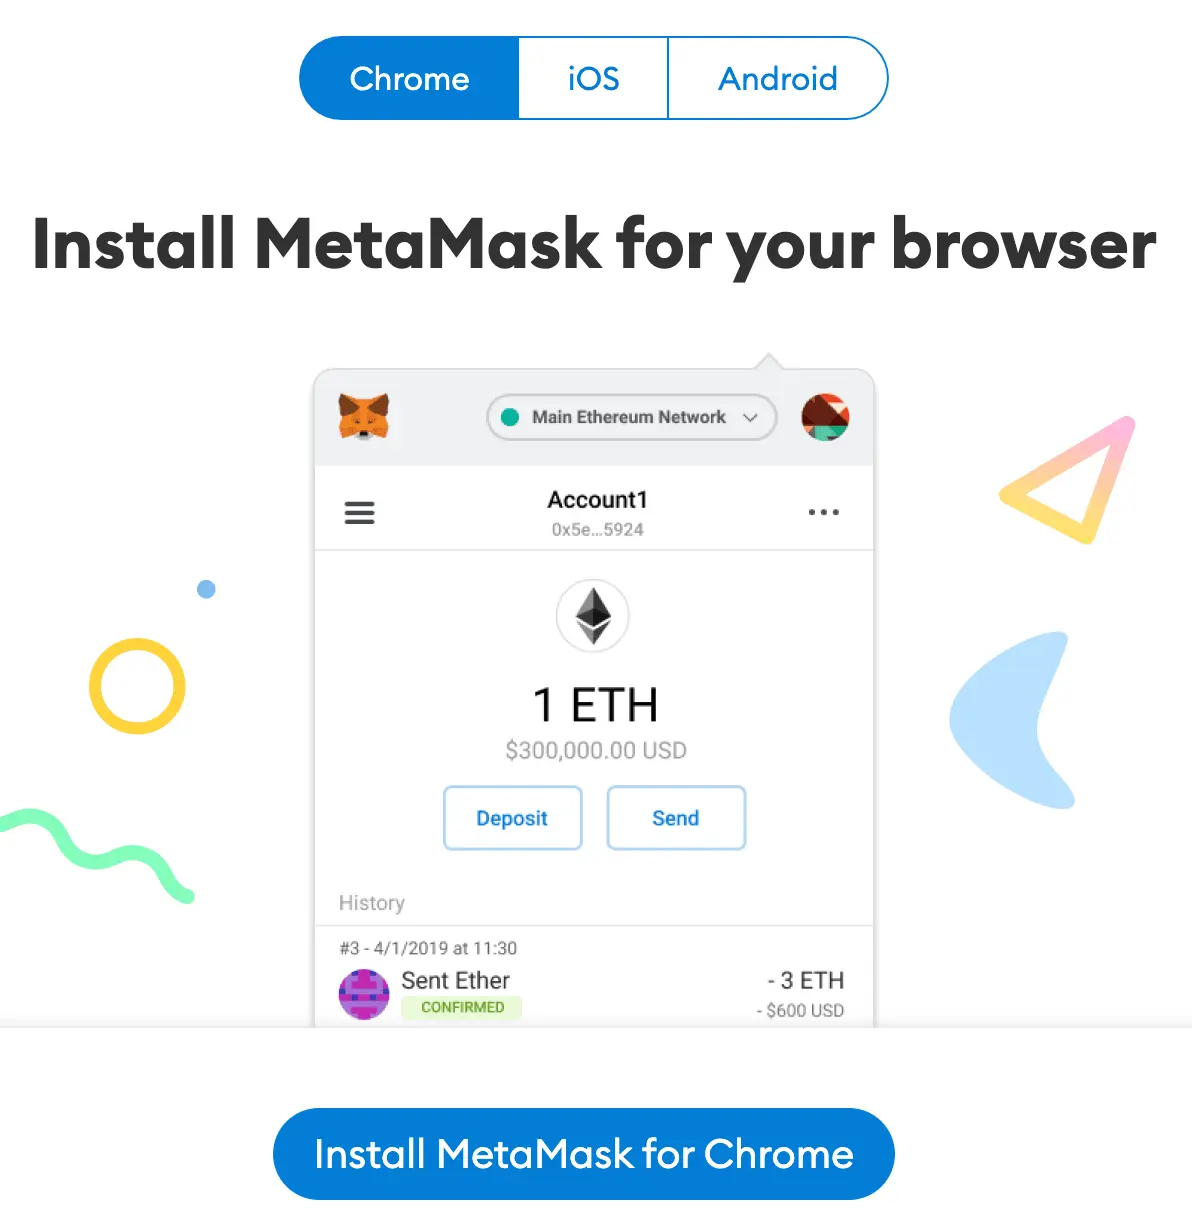 Chrome
iOS
Android
Install MetaMask for your browser
Main Ethereum Network
Account1
0x5e...5924
1 ETH
$300,000.00 USD
Deposit
Send
History
#3 - 4/1/2019 at 11:30
Sent Ether
- 3 ETH
CONFIRMED
- $600 USD
Install MetaMask for Chrome